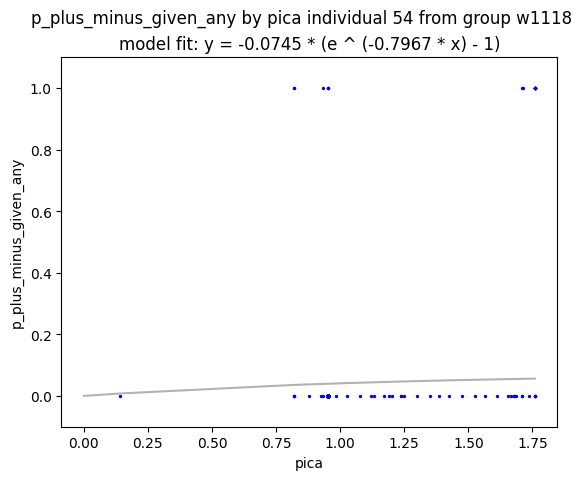 p_plus_minus_given_any by pica individual 54 from group w1118
model fit: y = -0.0745 * (e ^ (-0.7967 * x) - 1)
p_plus_minus_given_any
1.0
0.8
0.6
0.4
0.2
0.0
0.00 0.25 0.50 0.75 1.00 1.25 1.50 1.75
pica